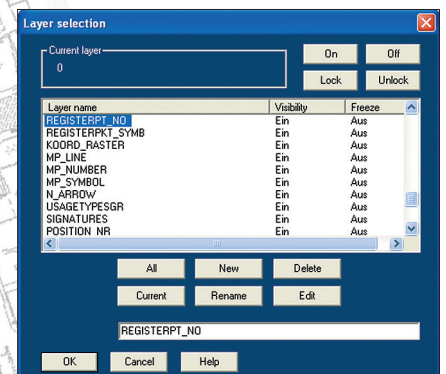 Layer selection
Current layer
0
On Off
Lock Unlock
Layer name Visibility Freeze
REGISTERPT_NO Ein Aus
REGISTERPKT_SYMB Ein Aus
KOORD_RASTER Ein Aus
MP_LINE Ein Aus
MP_NUMBER Ein Aus
MP_SYMBOL Ein Aus
N_ARROW Ein Aus
USAGETYPESGR Ein Aus
SIGNATURES Ein Aus
POSITION NR Ein Aus
All New Delete
Current Rename Edit
REGISTERPT_NO
OK Cancel Help